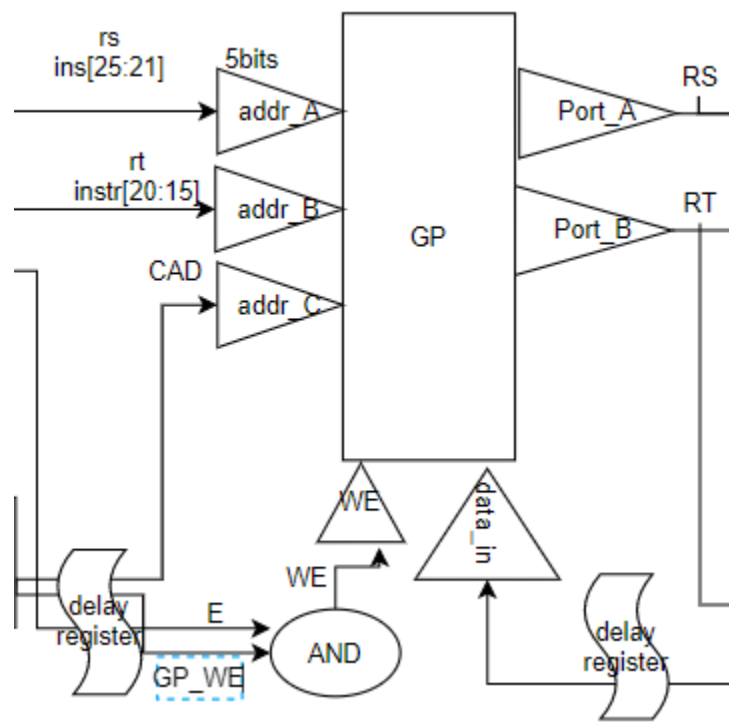 rs
ins[25:21]
5bits
addr_A
GP
Port_A
RS
rt
instr[20:15]
addr_B
Port_B
RT
CAD
addr_C
WE
data_in
WE
delay
register
E
GP_WE
AND
delay
register